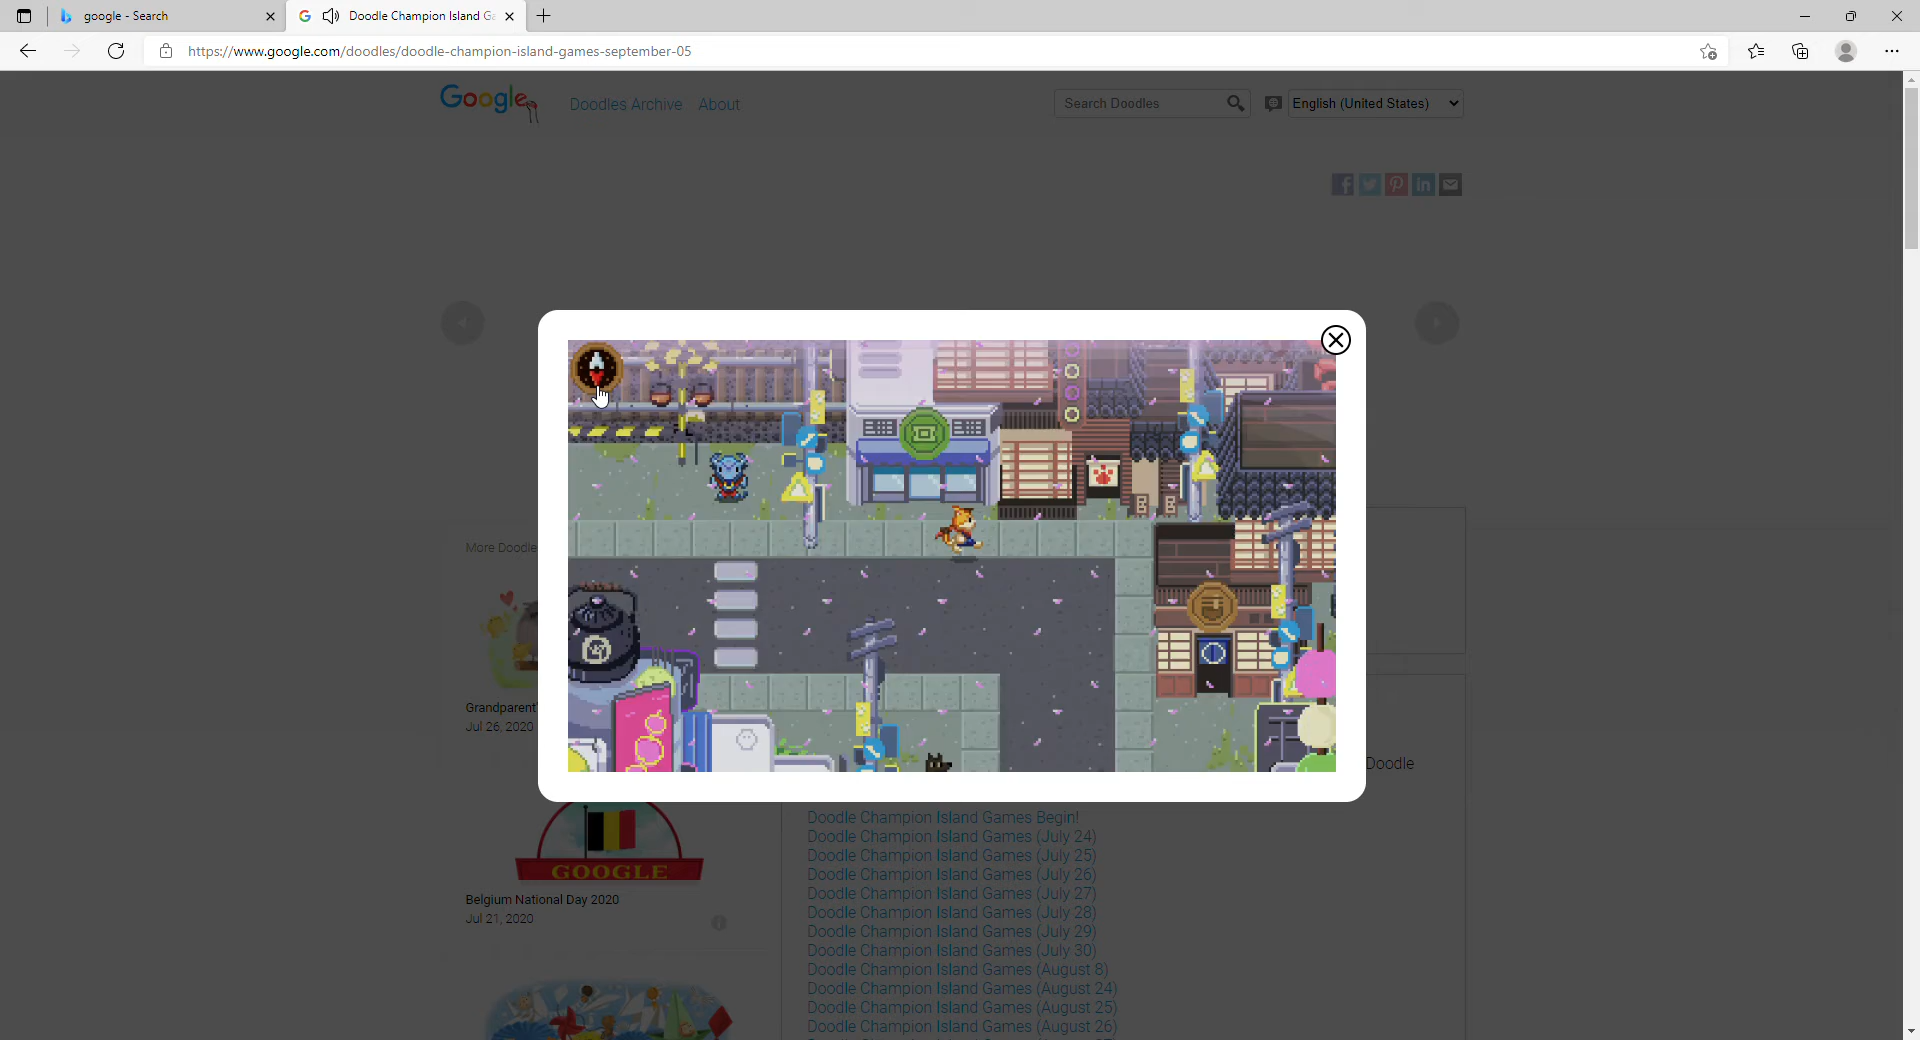 google - Search
Doodle Champion Island Ga
https://www.google.com/doodles/doodle-champion-island-games-september-05
Google
Doodles Archive
About
Search Doodles
English (United States)
More Doodle
Grandparent'
Jul 26, 2020
Doodle
GOOGLE
Belgium National Day 2020
Jul 21, 2020
Doodle Champion Island Games Begin!
Doodle Champion Island Games (July 24)
Doodle Champion Island Games (July 25)
Doodle Champion Island Games (July 26)
Doodle Champion Island Games (July 27)
Doodle Champion Island Games (July 28)
Doodle Champion Island Games (July 29)
Doodle Champion Island Games (July 30)
Doodle Champion Island Games (August 8)
Doodle Champion Island Games (August 24)
Doodle Champion Island Games (August 25)
Doodle Champion Island Games (August 26)